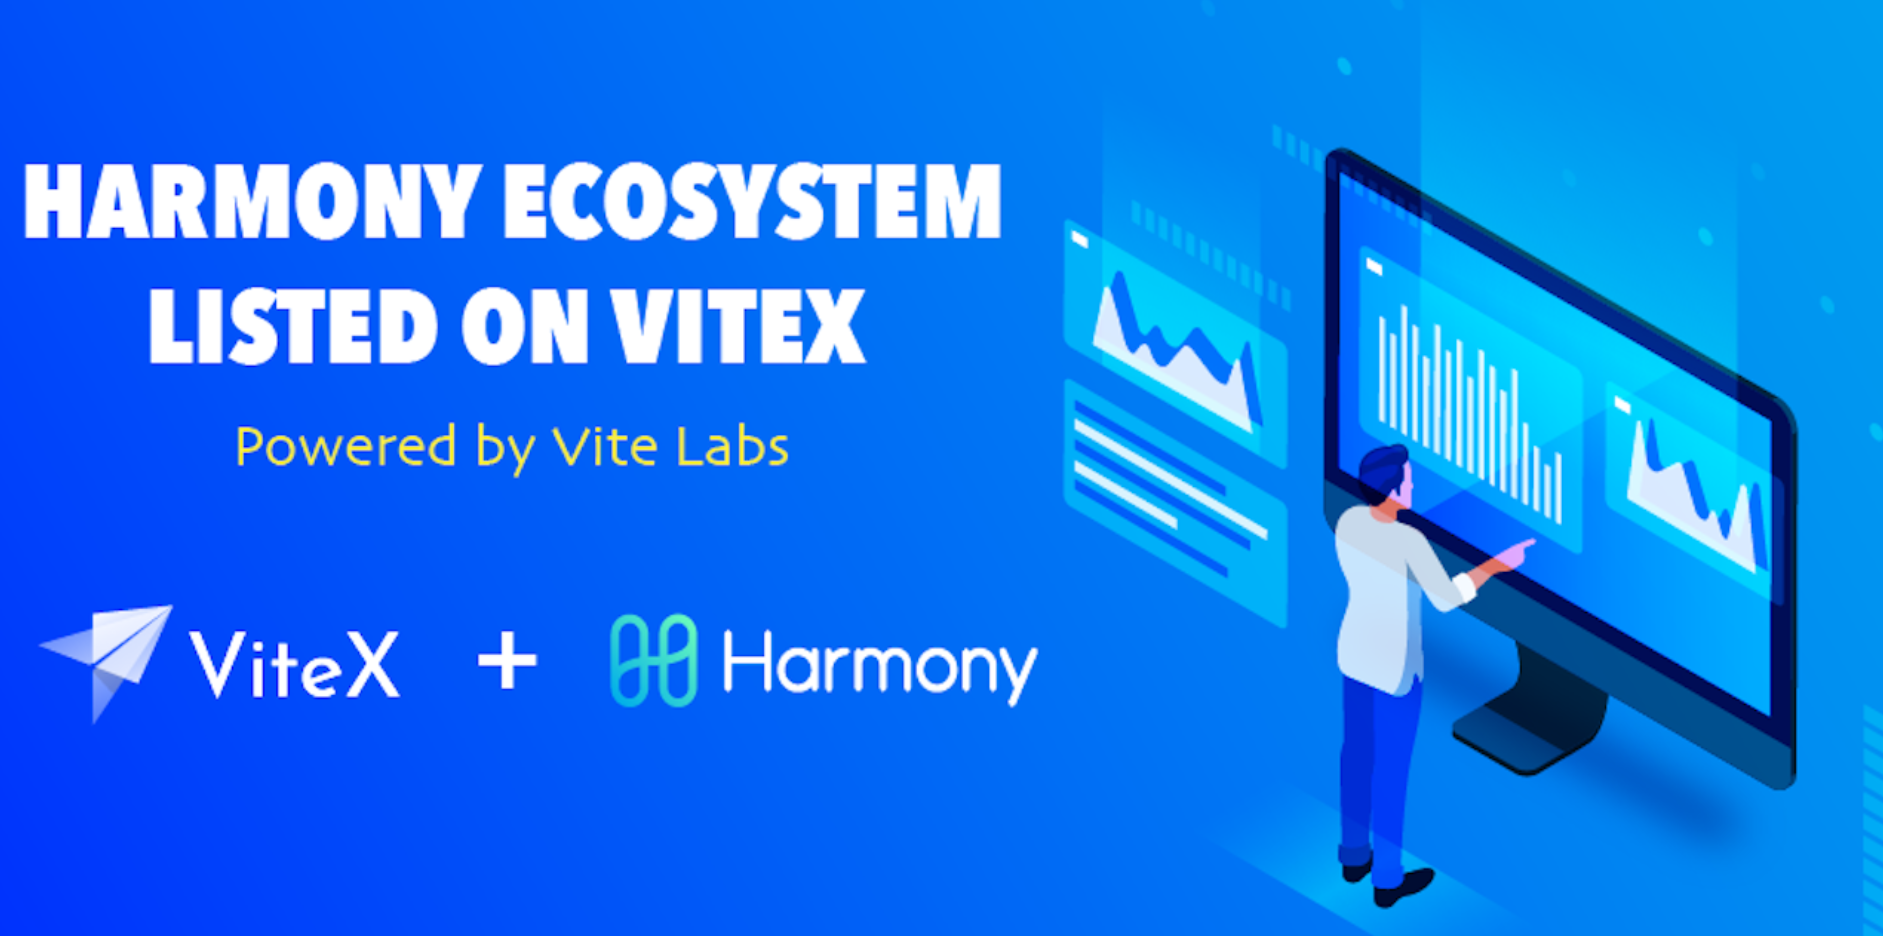 HARMONY ECOSYSTEM
LISTED ON VITEX
Powered by Vite Labs
ViteX + Harmony